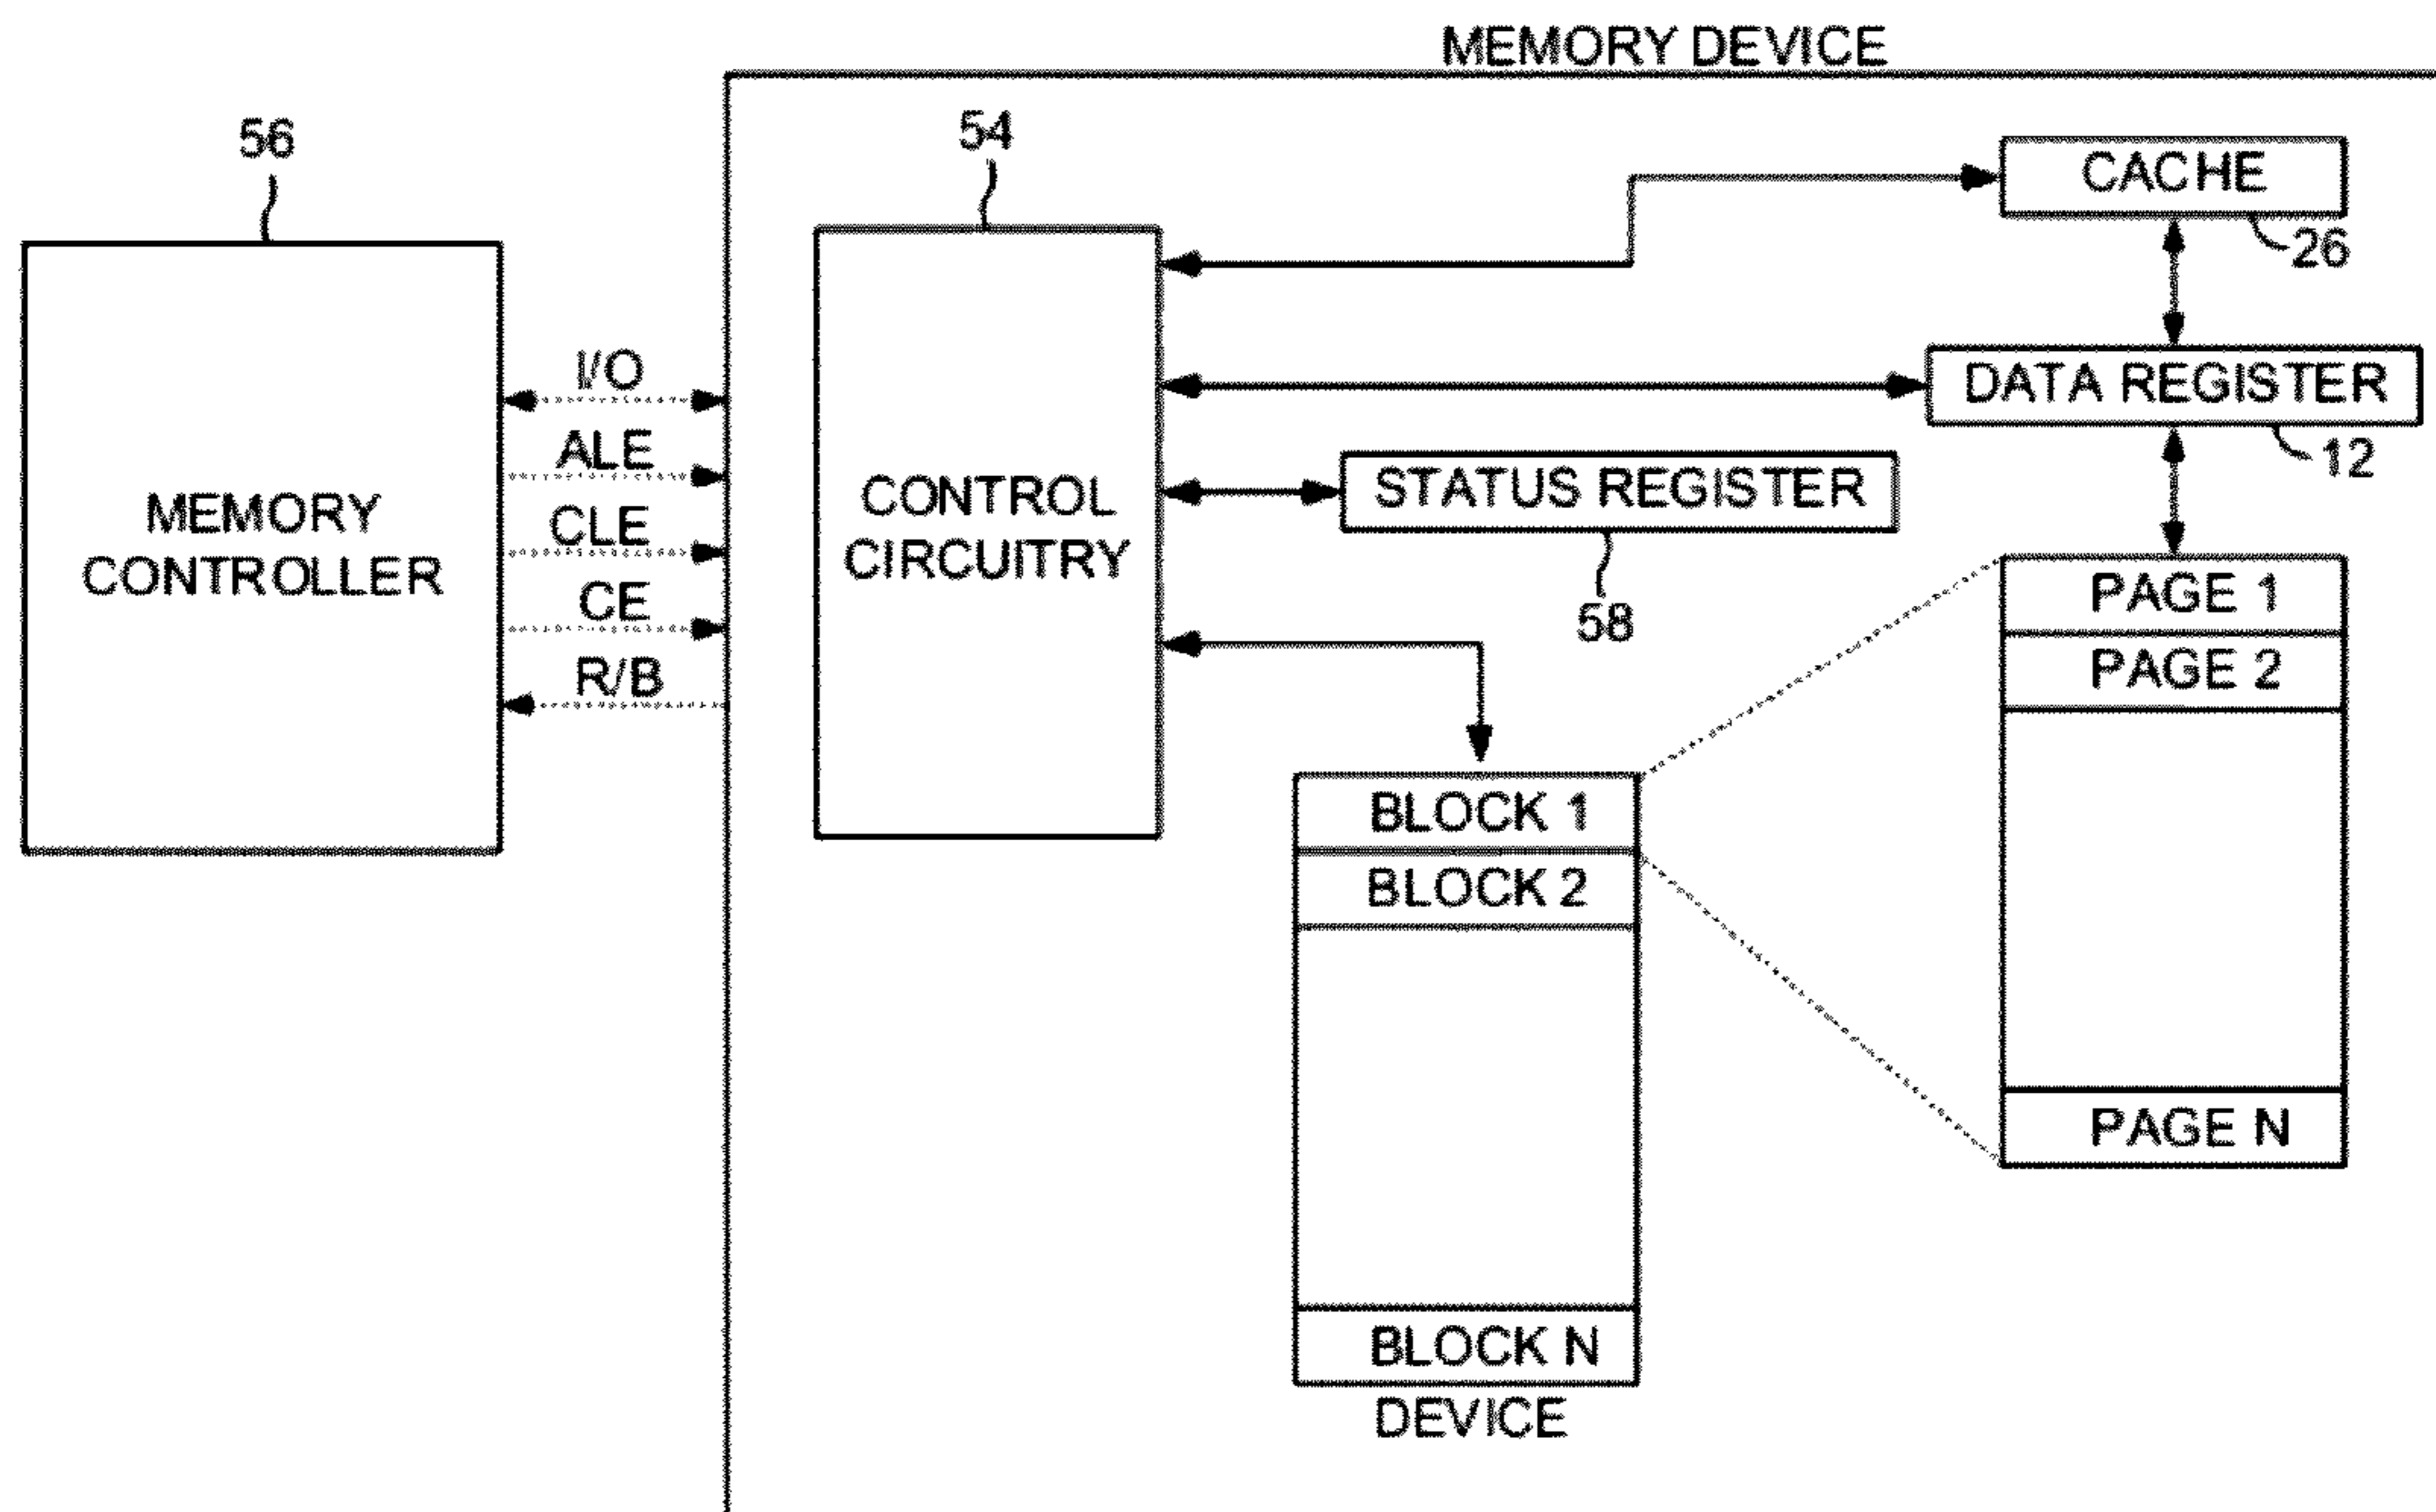 MEMORY DEVICE
56
54
CACHE
26
I/O
DATA REGISTER
12
ALE
STATUS REGISTER
58
MEMORY
CONTROLLER
CLE
CONTROL
CIRCUITRY
CE
R/B
PAGE 1
PAGE 2
PAGE N
BLOCK 1
BLOCK 2
BLOCK N
DEVICE